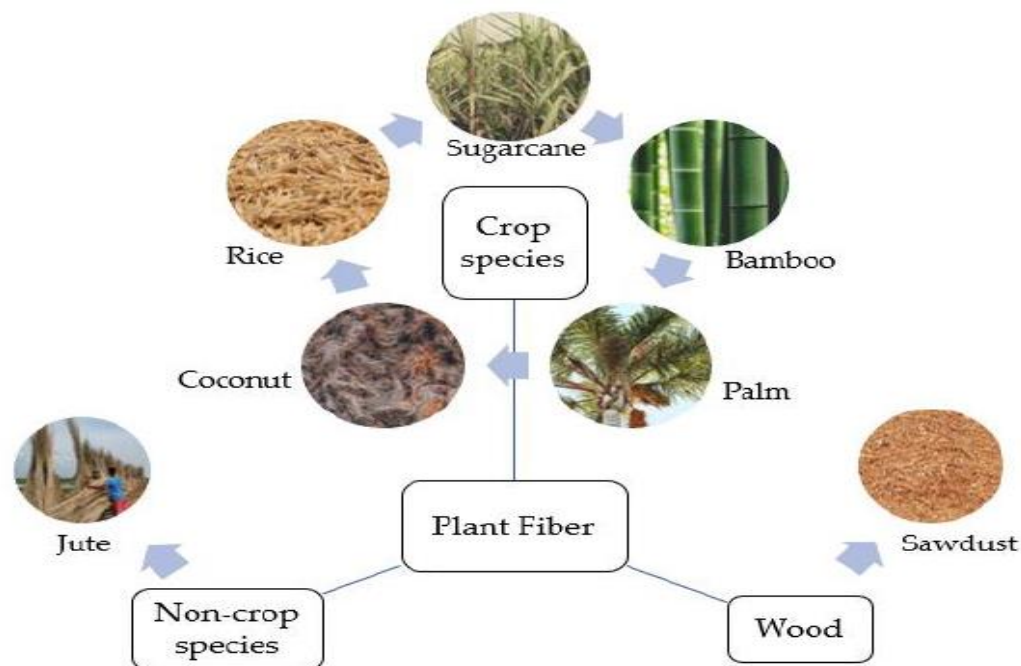 Sugarcane
Rice
Crop
species
Bamboo
Coconut
Palm
Jute
Plant Fiber
Sawdust
Non-crop
species
Wood